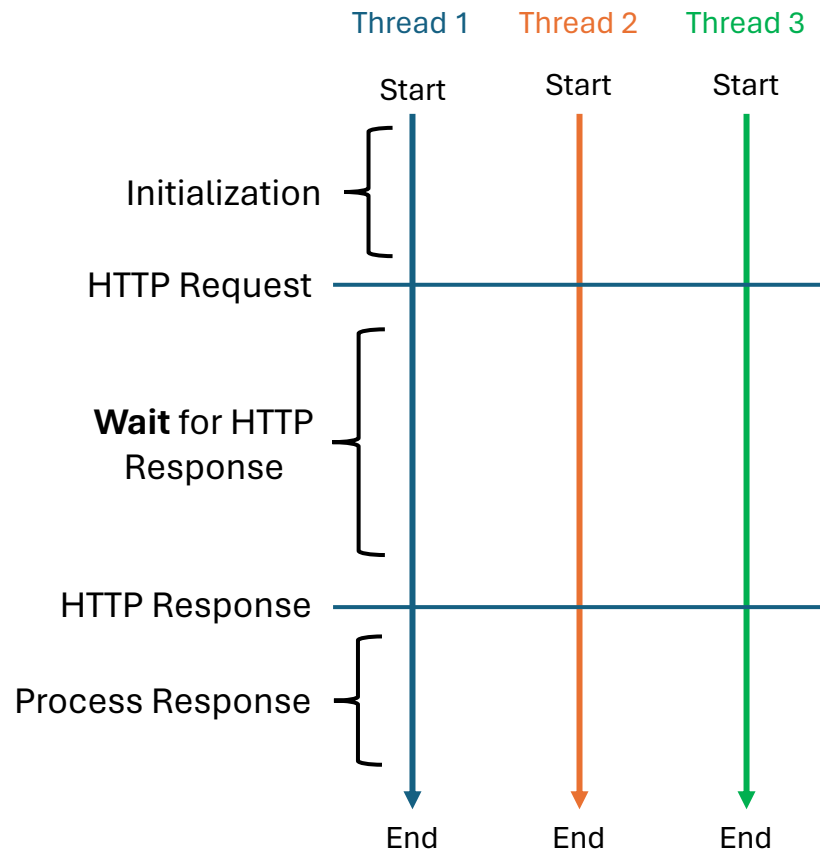 Thread 1
Thread 2
Thread 3
Start
Start
Start
Initialization
HTTP Request
Wait for HTTP
Response
HTTP Response
Process Response
End
End
End